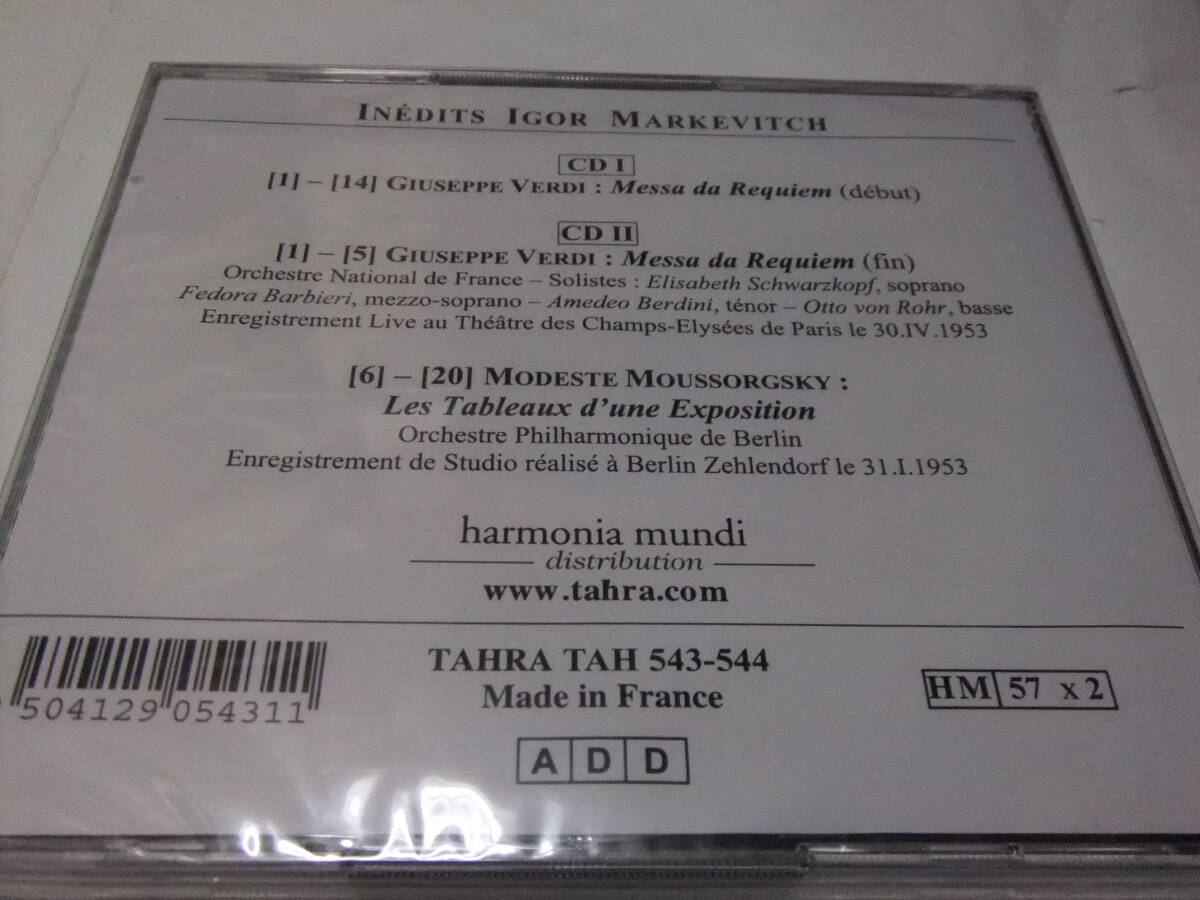 INÉDITS IGOR MARKEVITCH
CD I
[1] – [14] GIUSEPPE VERDI : Messa da Requiem (début)
CD II
[1] – [5] GIUSEPPE VERDI : Messa da Requiem (fin)
Orchestre National de France – Solistes : Elisabeth Schwarzkopf, soprano
Fedora Barbieri, mezzo-soprano – Amedeo Berdini, ténor – Otto von Rohr, basse
Enregistrement Live au Théâtre des Champs-Elysées de Paris le 30.IV.1953
[6] – [20] MODESTE MOUSSORGSKY :
Les Tableaux d'une Exposition
Orchestre Philharmonique de Berlin
Enregistrement de Studio réalisé à Berlin Zehlendorf le 31.I.1953
harmonia mundi
distribution
www.tahra.com
504129 054311
TAHRA TAH 543-544
Made in France
HM 57 x 2
A D D